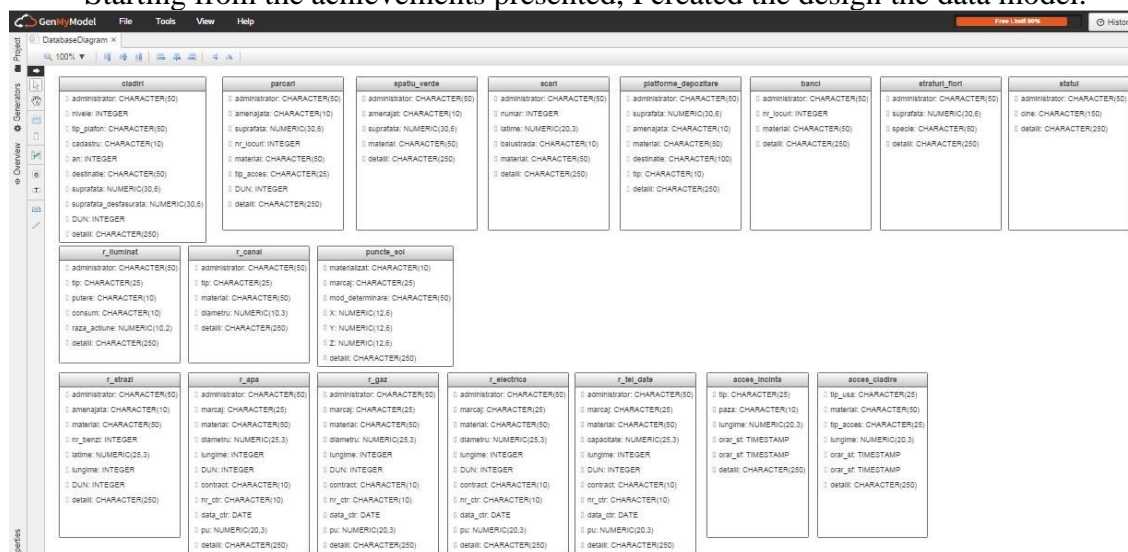 Starting from the achievements presented, I created the design the data model.
GenMyModel File Tools View Help Free Limit 80% Histor
Project Generators Overview perties
DatabaseDiagram ×
100% ▼
cladiri
administrator: CHARACTER(50)
nivele: INTEGER
tip_plafon: CHARACTER(50)
cadastru: CHARACTER(10)
an: INTEGER
destinatie: CHARACTER(50)
suprafata: NUMERIC(30,6)
suprafata_desfasurata: NUMERIC(30,6)
DUN: INTEGER
detalii: CHARACTER(250)
parcari
administrator: CHARACTER(50)
amenajata: CHARACTER(10)
suprafata: NUMERIC(30,6)
nr_locuri: INTEGER
material: CHARACTER(50)
tip_acces: CHARACTER(25)
DUN: INTEGER
detalii: CHARACTER(250)
spatiu_verde
administrator: CHARACTER(50)
amenajat: CHARACTER(10)
suprafata: NUMERIC(30,6)
material: CHARACTER(50)
detalii: CHARACTER(250)
scari
administrator: CHARACTER(50)
numar: INTEGER
latime: NUMERIC(20,3)
balustrada: CHARACTER(10)
material: CHARACTER(50)
detalii: CHARACTER(250)
platforme_depozitare
administrator: CHARACTER(50)
suprafata: NUMERIC(30,6)
amenajata: CHARACTER(10)
material: CHARACTER(50)
destinatie: CHARACTER(100)
tip: CHARACTER(10)
detalii: CHARACTER(250)
banci
administrator: CHARACTER(50)
nr_locuri: INTEGER
material: CHARACTER(50)
detalii: CHARACTER(250)
straturi_flori
administrator: CHARACTER(50)
suprafata: NUMERIC(30,6)
specie: CHARACTER(50)
detalii: CHARACTER(250)
statui
administrator: CHARACTER(50)
cine: CHARACTER(150)
detalii: CHARACTER(250)
r_iluminat
administrator: CHARACTER(50)
tip: CHARACTER(25)
putere: CHARACTER(10)
consum: CHARACTER(10)
raza_actiune: NUMERIC(10,2)
detalii: CHARACTER(250)
r_canal
administrator: CHARACTER(50)
tip: CHARACTER(25)
material: CHARACTER(50)
diametru: NUMERIC(10,3)
detalii: CHARACTER(250)
puncte_sol
materializat: CHARACTER(10)
marcaj: CHARACTER(25)
mod_determinare: CHARACTER(50)
X: NUMERIC(12,6)
Y: NUMERIC(12,6)
Z: NUMERIC(12,6)
detalii: CHARACTER(250)
r_strazi
administrator: CHARACTER(50)
amenajata: CHARACTER(10)
material: CHARACTER(50)
nr_benzi: INTEGER
latime: NUMERIC(25,3)
lungime: INTEGER
DUN: INTEGER
detalii: CHARACTER(250)
r_apa
administrator: CHARACTER(50)
marcaj: CHARACTER(25)
material: CHARACTER(50)
diametru: NUMERIC(25,3)
lungime: INTEGER
DUN: INTEGER
contract: CHARACTER(10)
nr_ctr: CHARACTER(10)
data_ctr: DATE
pu: NUMERIC(20,3)
detalii: CHARACTER(250)
r_gaz
administrator: CHARACTER(50)
marcaj: CHARACTER(25)
material: CHARACTER(50)
diametru: NUMERIC(25,3)
lungime: INTEGER
DUN: INTEGER
contract: CHARACTER(10)
nr_ctr: CHARACTER(10)
data_ctr: DATE
pu: NUMERIC(20,3)
detalii: CHARACTER(250)
r_electrica
administrator: CHARACTER(50)
marcaj: CHARACTER(25)
material: CHARACTER(50)
diametru: NUMERIC(25,3)
lungime: INTEGER
DUN: INTEGER
contract: CHARACTER(10)
nr_ctr: CHARACTER(10)
data_ctr: DATE
pu: NUMERIC(20,3)
detalii: CHARACTER(250)
r_tel_date
administrator: CHARACTER(50)
marcaj: CHARACTER(25)
material: CHARACTER(50)
capacitate: NUMERIC(25,3)
lungime: INTEGER
DUN: INTEGER
contract: CHARACTER(10)
nr_ctr: CHARACTER(10)
data_ctr: DATE
pu: NUMERIC(20,3)
detalii: CHARACTER(250)
acces_incinta
tip: CHARACTER(25)
paza: CHARACTER(10)
lungime: NUMERIC(20,3)
orar_sf: TIMESTAMP
orar_sf: TIMESTAMP
detalii: CHARACTER(250)
acces_cladire
tip_usa: CHARACTER(25)
material: CHARACTER(50)
tip_acces: CHARACTER(25)
lungime: NUMERIC(20,3)
orar_sf: TIMESTAMP
orar_sf: TIMESTAMP
detalii: CHARACTER(250)